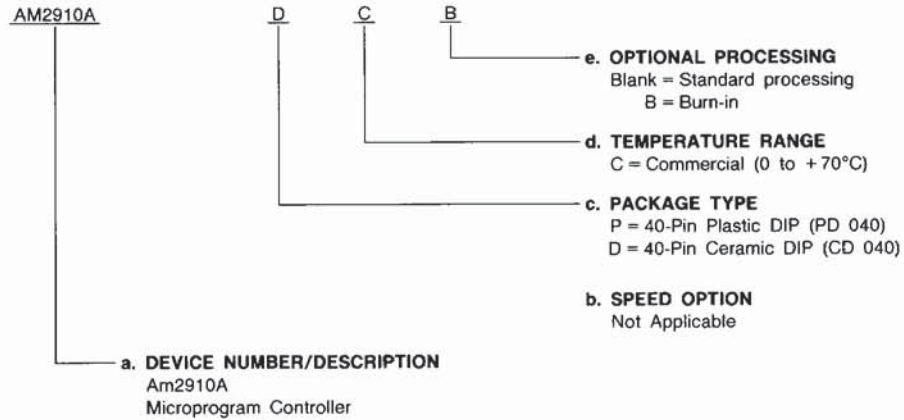 AM2910A D C B
e. OPTIONAL PROCESSING
Blank = Standard processing
B = Burn-in
d. TEMPERATURE RANGE
C = Commercial (0 to +70°C)
c. PACKAGE TYPE
P = 40-Pin Plastic DIP (PD 040)
D = 40-Pin Ceramic DIP (CD 040)
b. SPEED OPTION
Not Applicable
a. DEVICE NUMBER/DESCRIPTION
Am2910A
Microprogram Controller